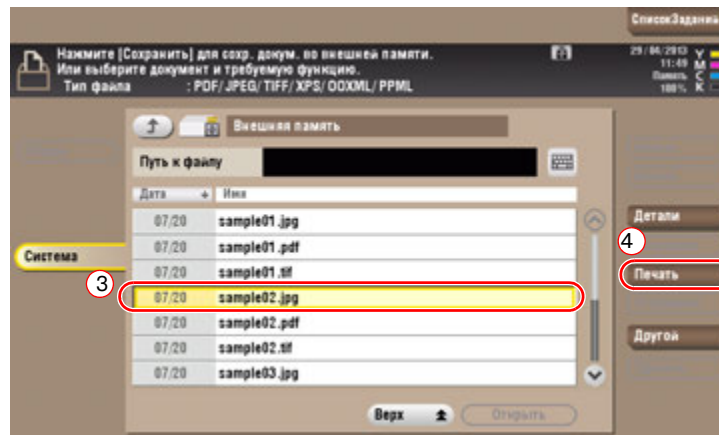 СписокЗаданий
Нажмите [Сохранить] для сохр. докум. во внешней памяти.
Или выберите документ и требуемую функцию.
Тип файла : PDF/JPEG/TIFF/XPS/OOXML/PPML
29/04/2013
11:49
Память
100%
Y
M
C
K
Внешняя память
Путь к файлу
Дата Имя
07/20 sample01.jpg
07/20 sample01.pdf
07/20 sample01.tif
07/20 sample02.jpg
07/20 sample02.pdf
07/20 sample02.tif
07/20 sample03.jpg
Система
3
Детали
4
Печать
Другой
Верх
Открыть